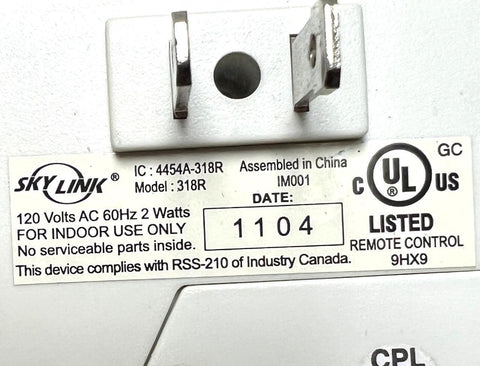 SKYLINK®
IC : 4454A-318R
Model : 318R
Assembled in China
IM001
DATE:
1104
120 Volts AC 60Hz 2 Watts
FOR INDOOR USE ONLY
No serviceable parts inside.
This device complies with RSS-210 of Industry Canada.
GC
C UL US
®
LISTED
REMOTE CONTROL
9HX9
CPL